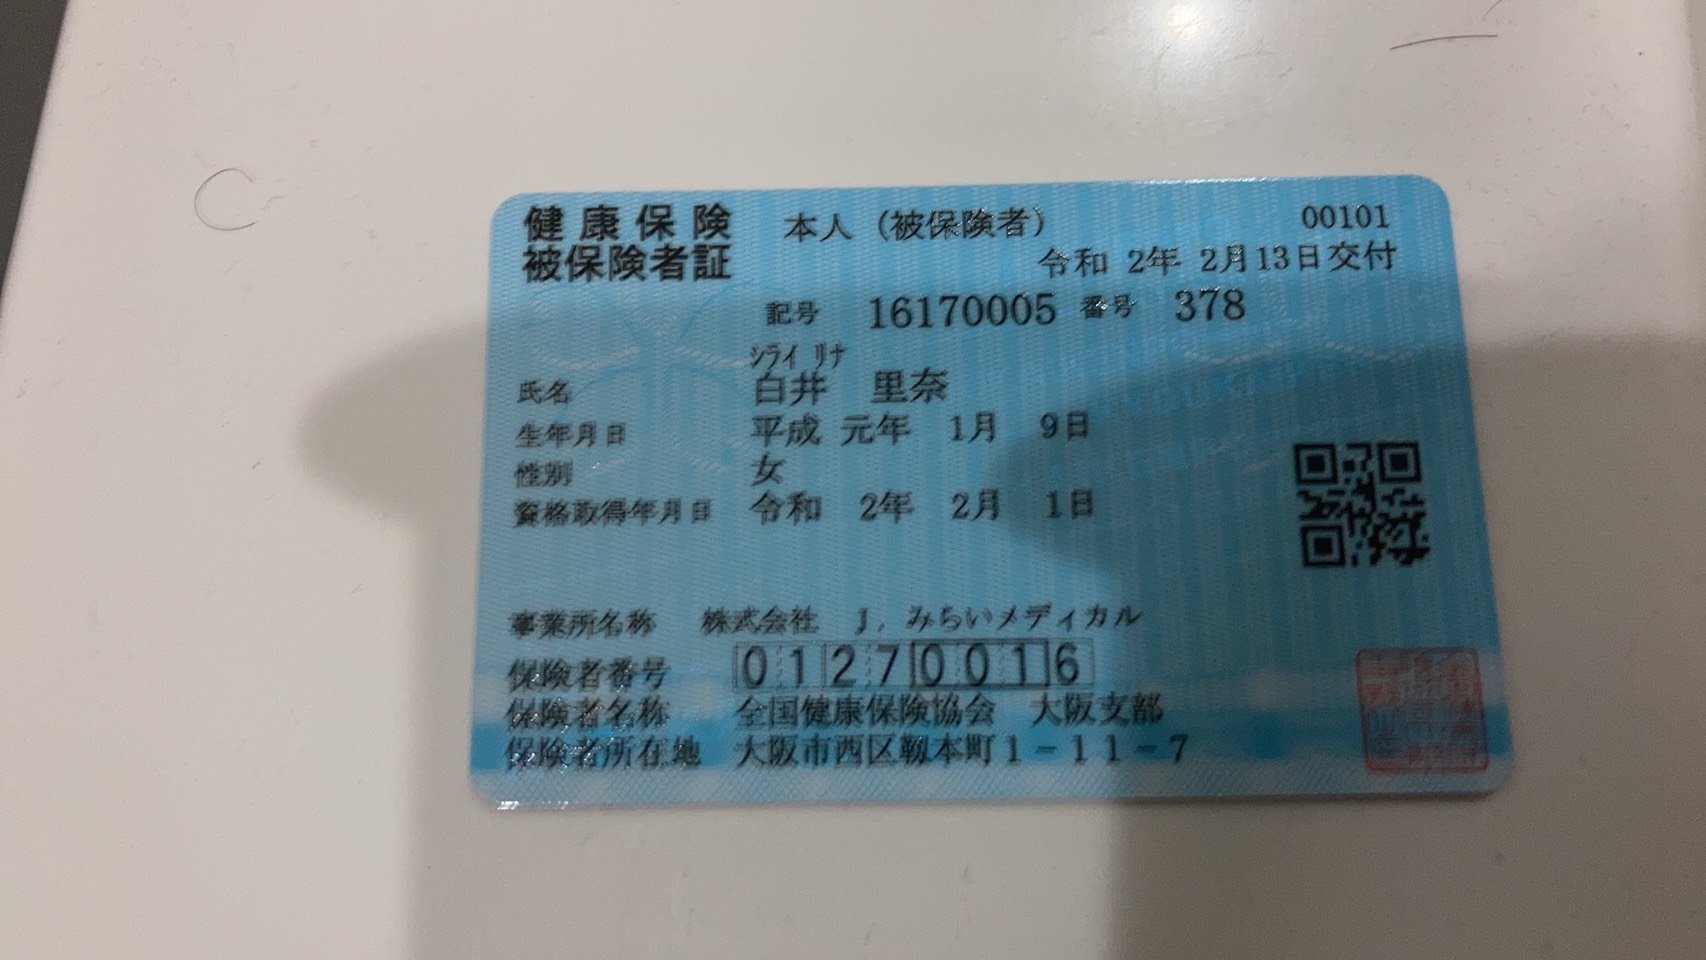 健康保険 本人（被保険者） 00101
被保険者証 令和 2年 2月13日交付
記号 16170005 番号 378
ｼﾗｲ ﾘﾅ
氏名 白井 里奈
生年月日 平成 元年 1月 9日
性別 女
資格取得年月日 令和 2年 2月 1日
事業所名称 株式会社 J．みらいメディカル
保険者番号 01270016
保険者名称 全国健康保険協会 大阪支部
保険者所在地 大阪市西区靱本町1－11－7